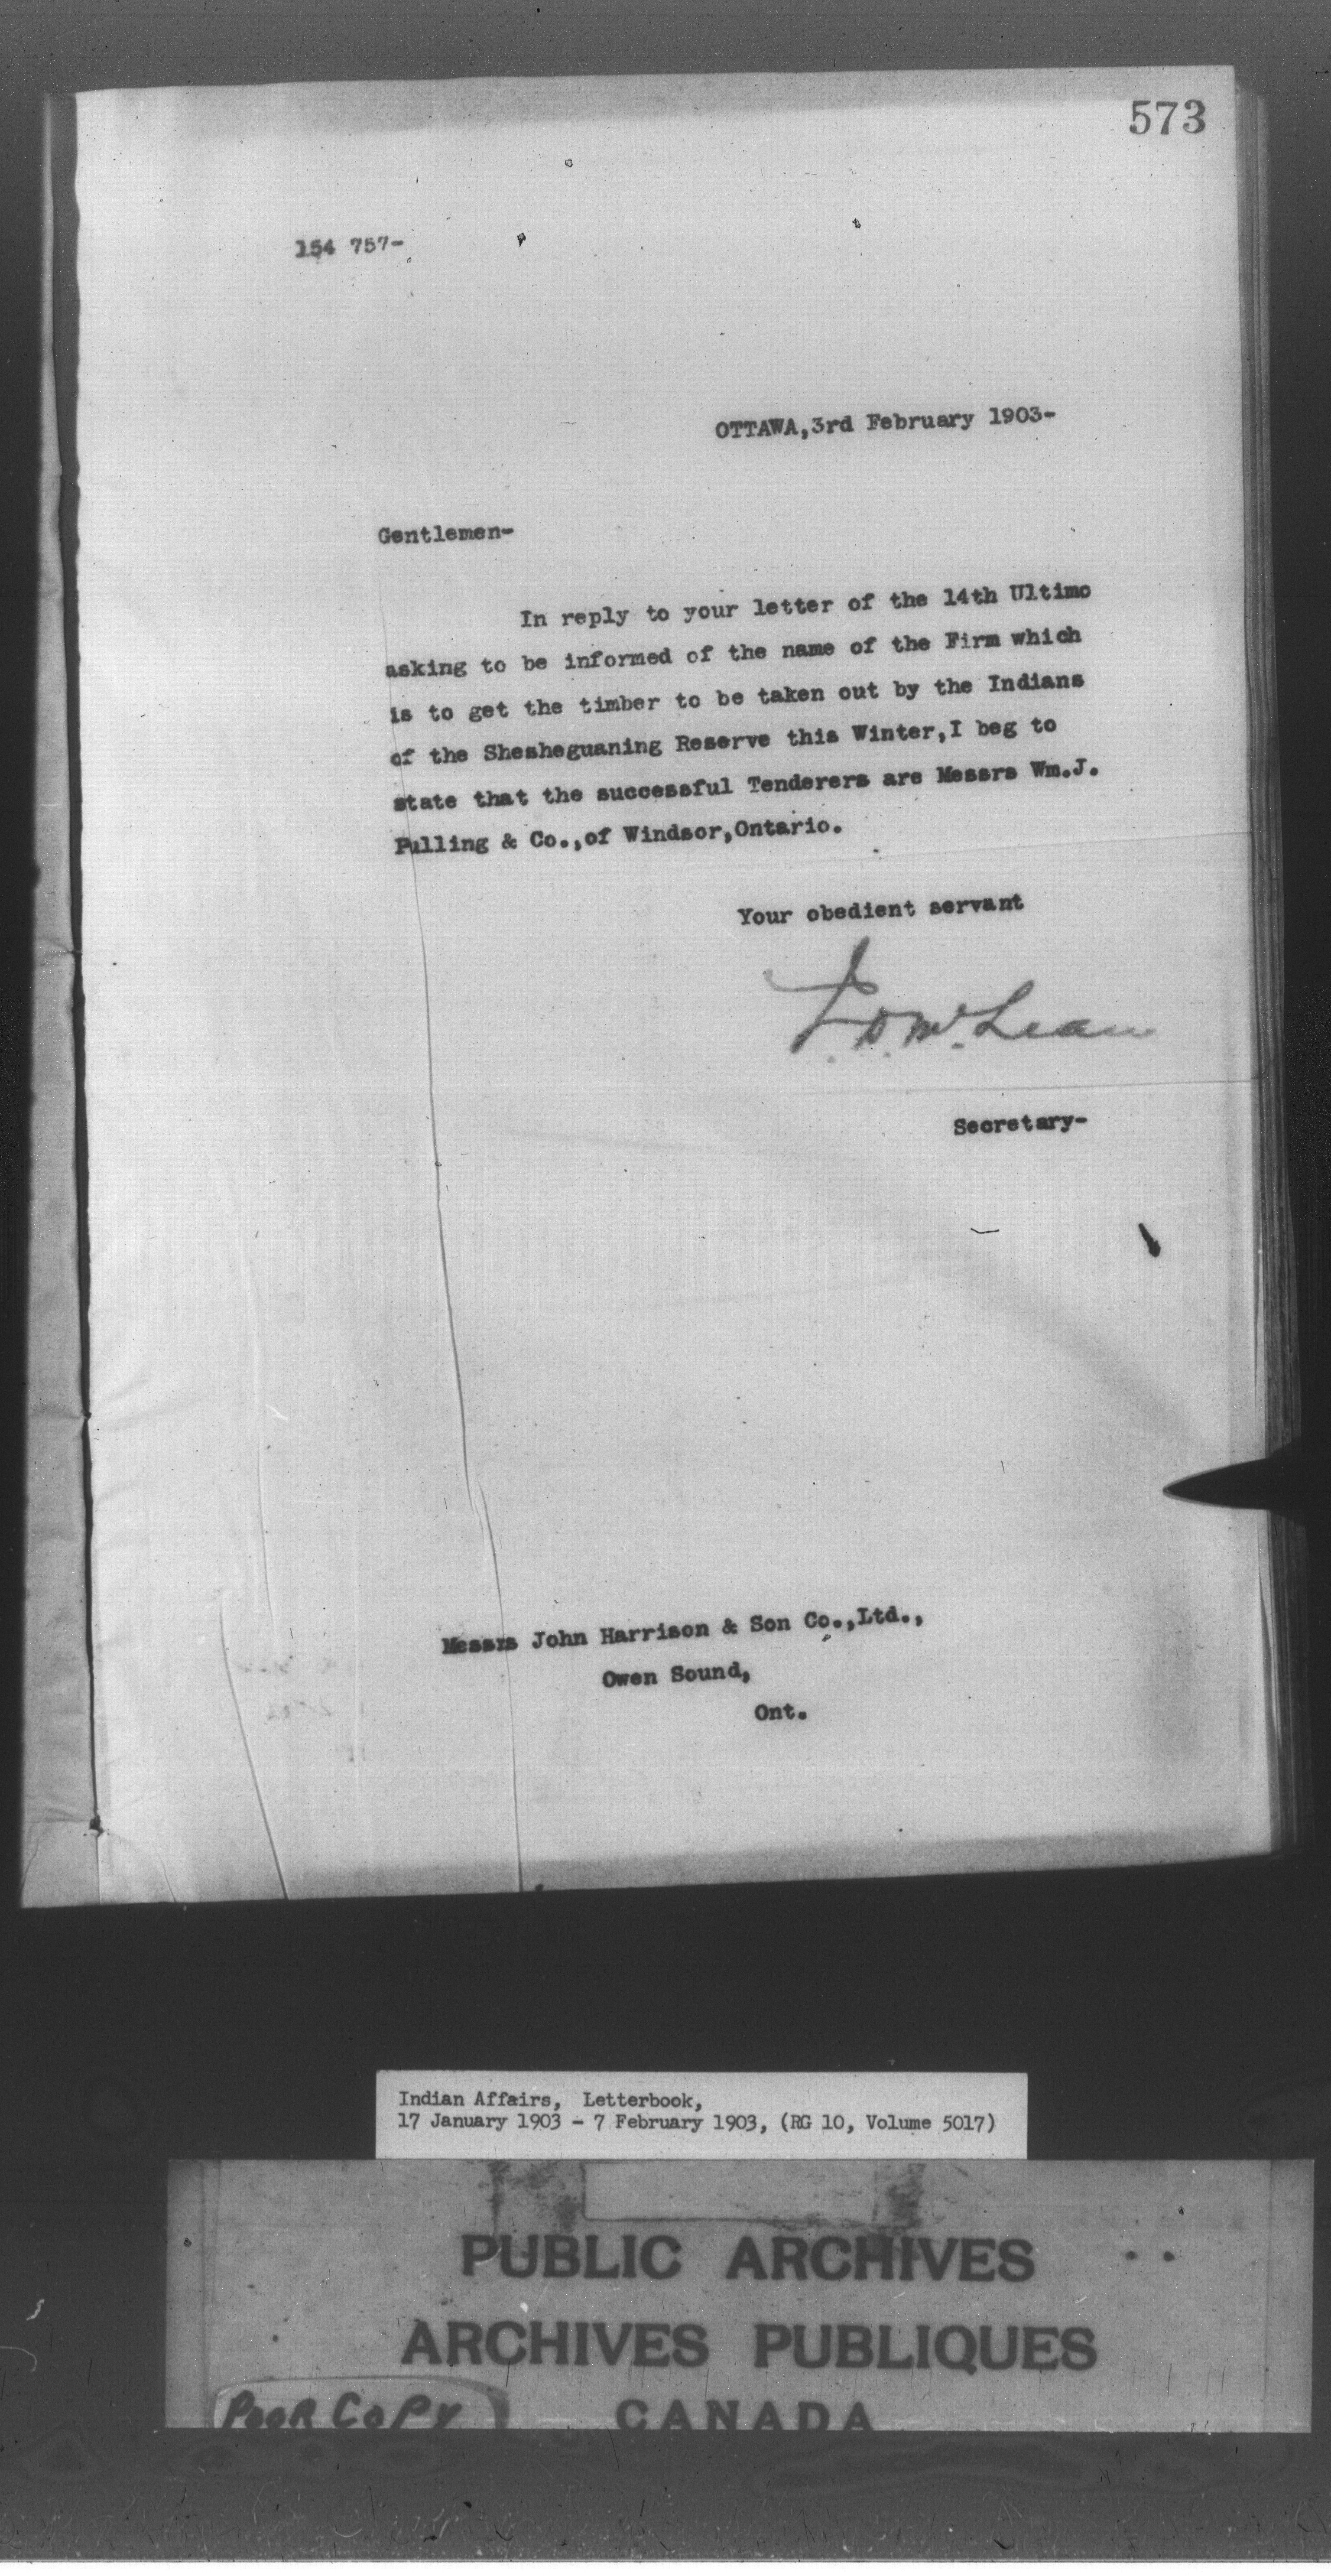 573
154 757-
OTTAWA,3rd February 1903-
Gentlemen-
In reply to your letter of the 14th Ultimo
asking to be informed of the name of the Firm which
is to get the timber to be taken out by the Indians
of the Shesheguaning Reserve this Winter,I beg to
state that the successful Tenderers are Messrs Wm.J.
Pulling & Co.,of Windsor,Ontario.
Your obedient servant
J.D. McLean
Secretary-
Messrs John Harrison & Son Co.,Ltd.,
Owen Sound,
Ont.
Indian Affairs, Letterbook,
17 January 1903 - 7 February 1903, (RG 10, Volume 5017)
PUBLIC ARCHIVES
ARCHIVES PUBLIQUES
POOR COPY
CANADA